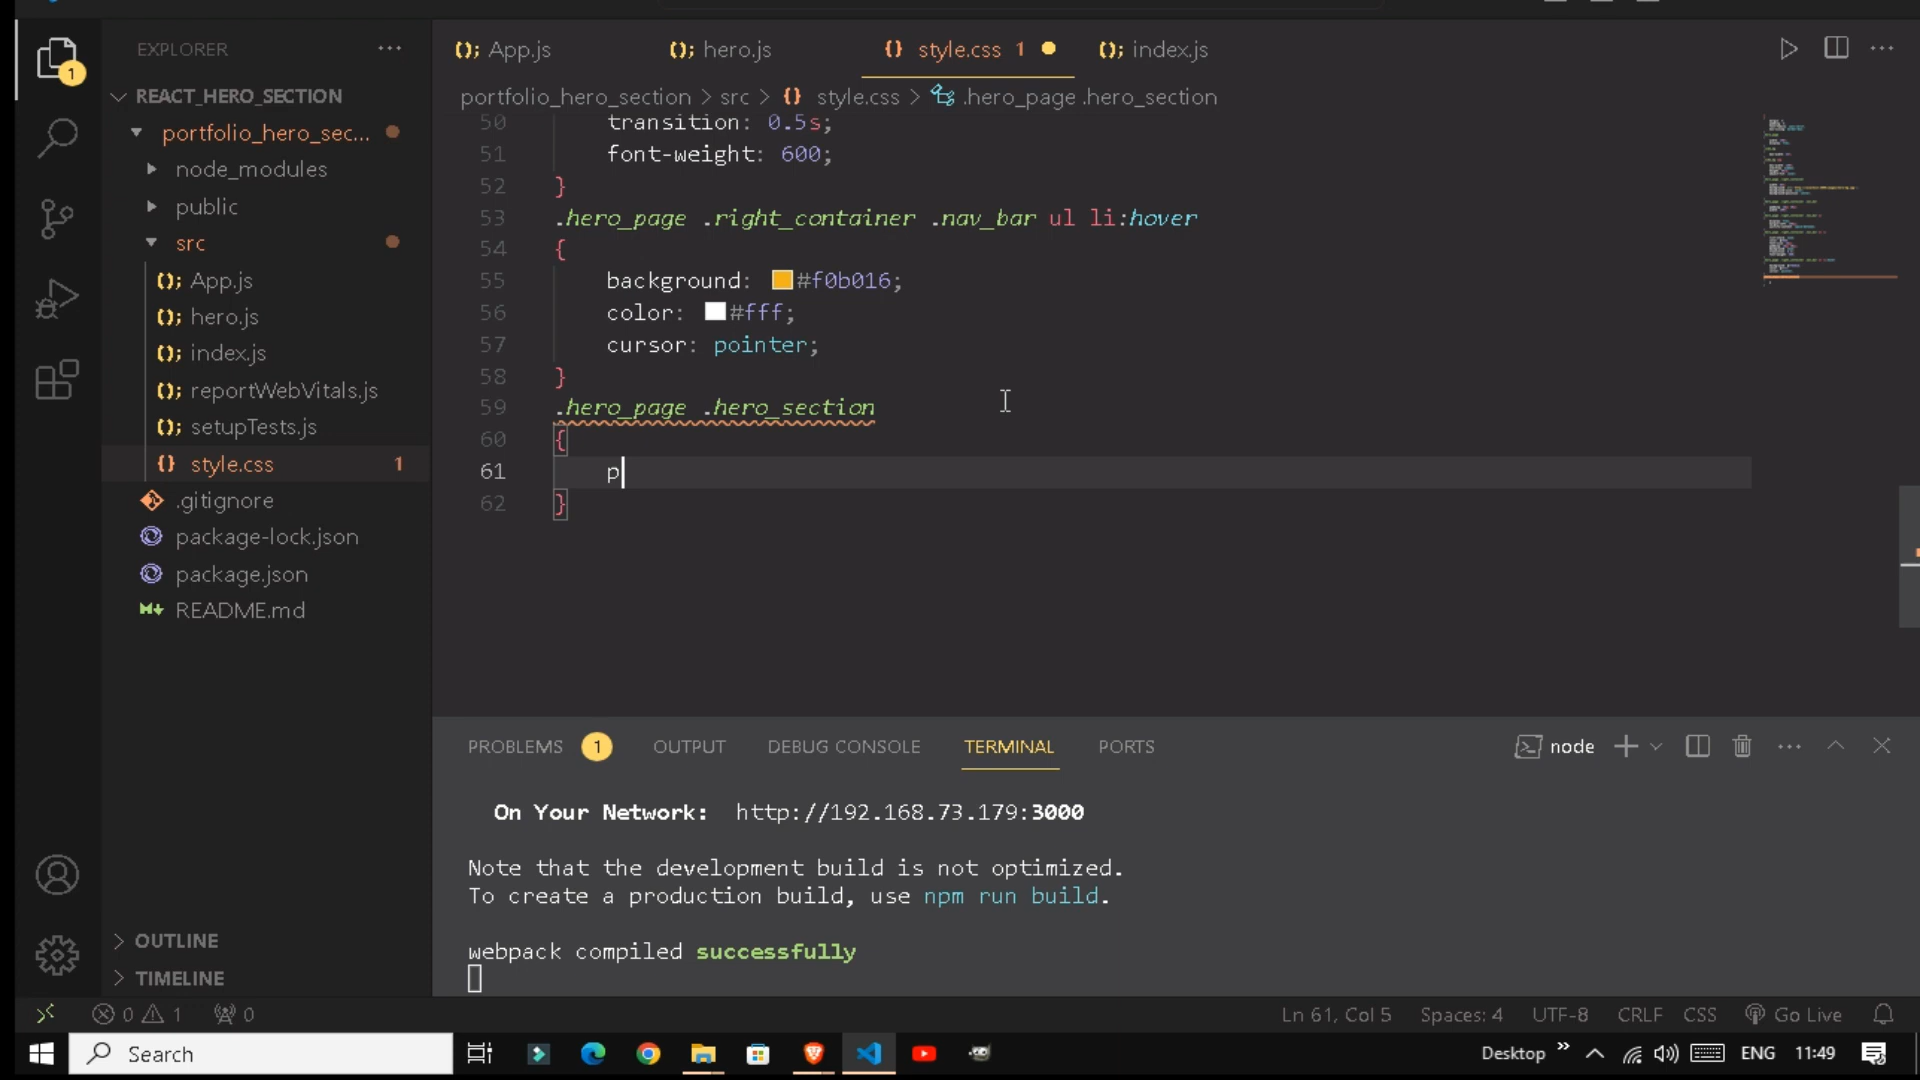 EXPLORER
REACT_HERO_SECTION
portfolio_hero_sec...
node_modules
public
src
App.js
hero.js
index.js
reportWebVitals.js
setupTests.js
style.css 1
.gitignore
package-lock.json
package.json
README.md
OUTLINE
TIMELINE
1
App.js hero.js style.css 1 index.js
portfolio_hero_section > src > style.css > .hero_page .hero_section
50 transition: 0.5s;
51 font-weight: 600;
52 }
53 .hero_page .right_container .nav_bar ul li:hover
54 {
55 background: #f0b016;
56 color: #fff;
57 cursor: pointer;
58 }
59 .hero_page .hero_section
60 {
61 p
62 }
PROBLEMS 1 OUTPUT DEBUG CONSOLE TERMINAL PORTS node
On Your Network: http://192.168.73.179:3000
Note that the development build is not optimized.
To create a production build, use npm run build.
webpack compiled successfully
0 1 0 Ln 61, Col 5 Spaces: 4 UTF-8 CRLF CSS Go Live
Search Desktop ENG 11:49